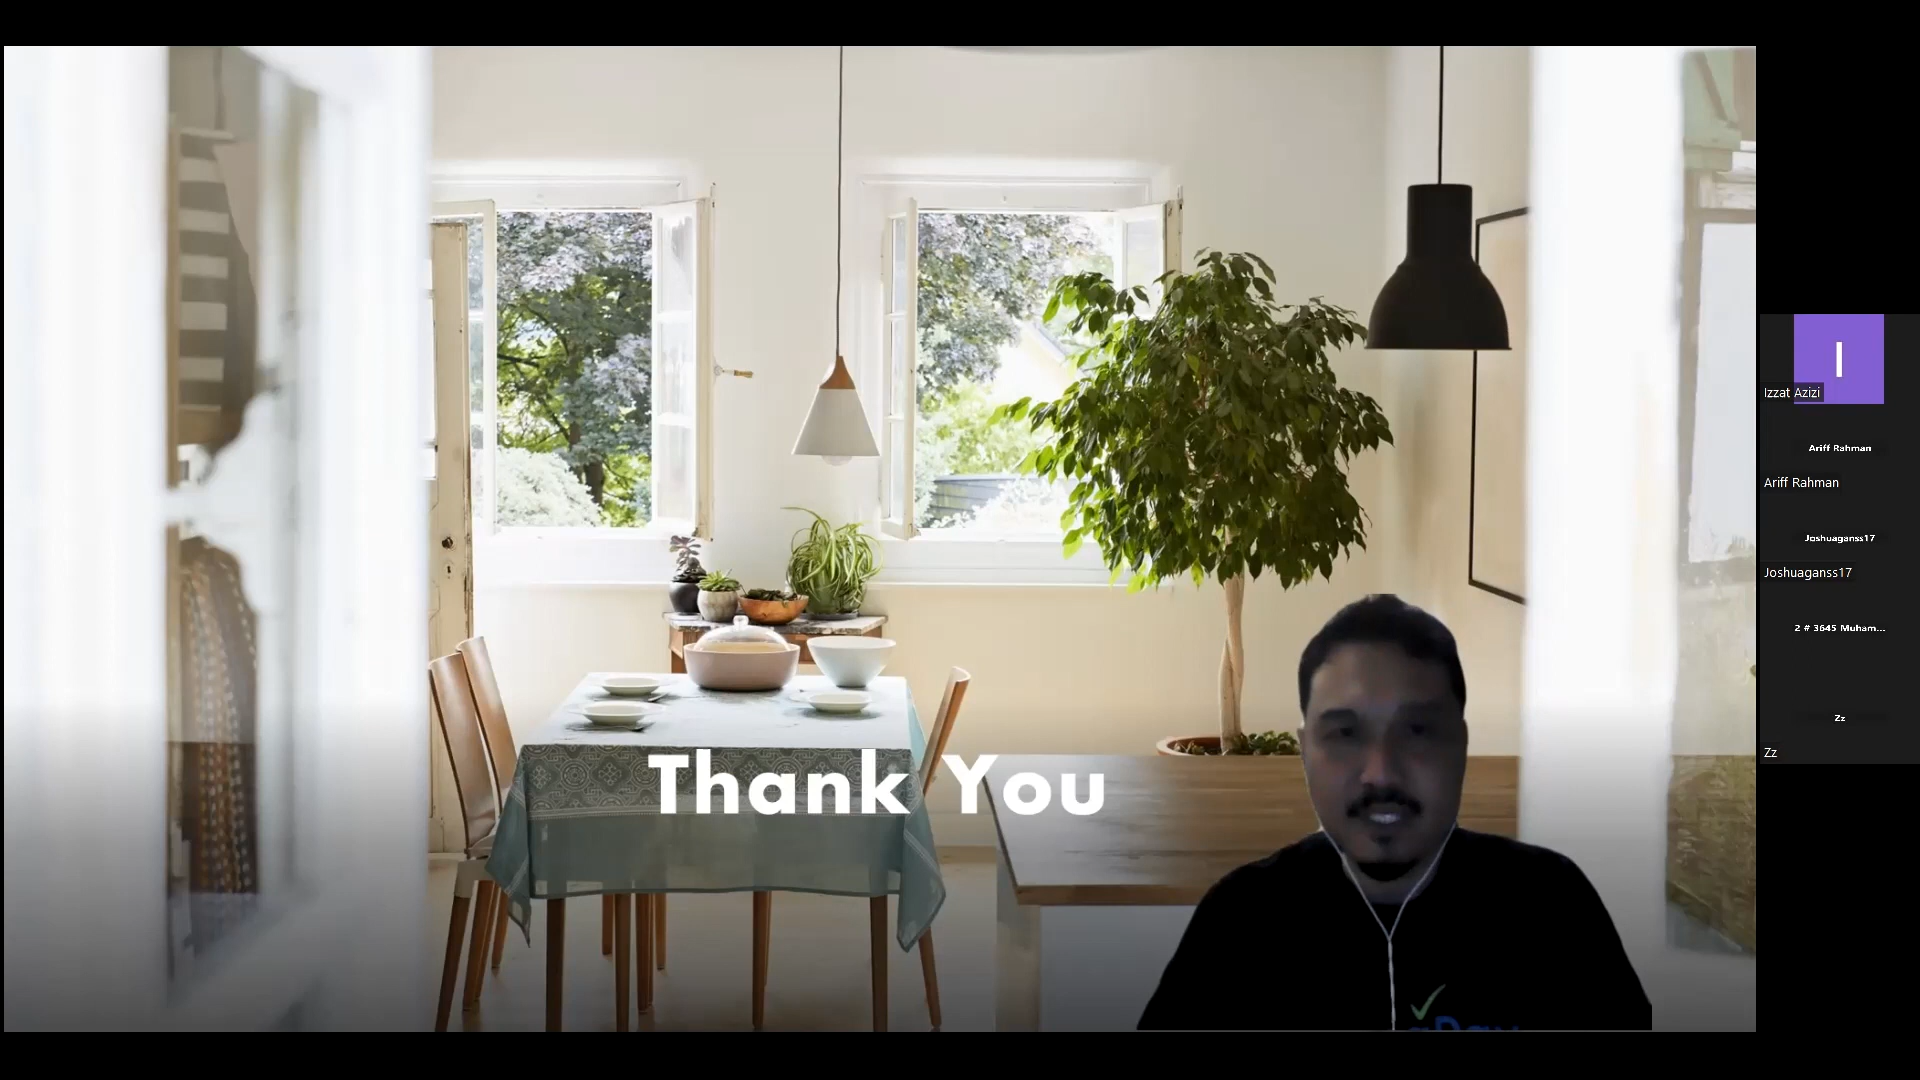 Thank You
I
Izzat Azizi
Ariff Rahman
Ariff Rahman
Joshuaganss17
Joshuaganss17
2 # 3645 Muham...
Zz
Zz